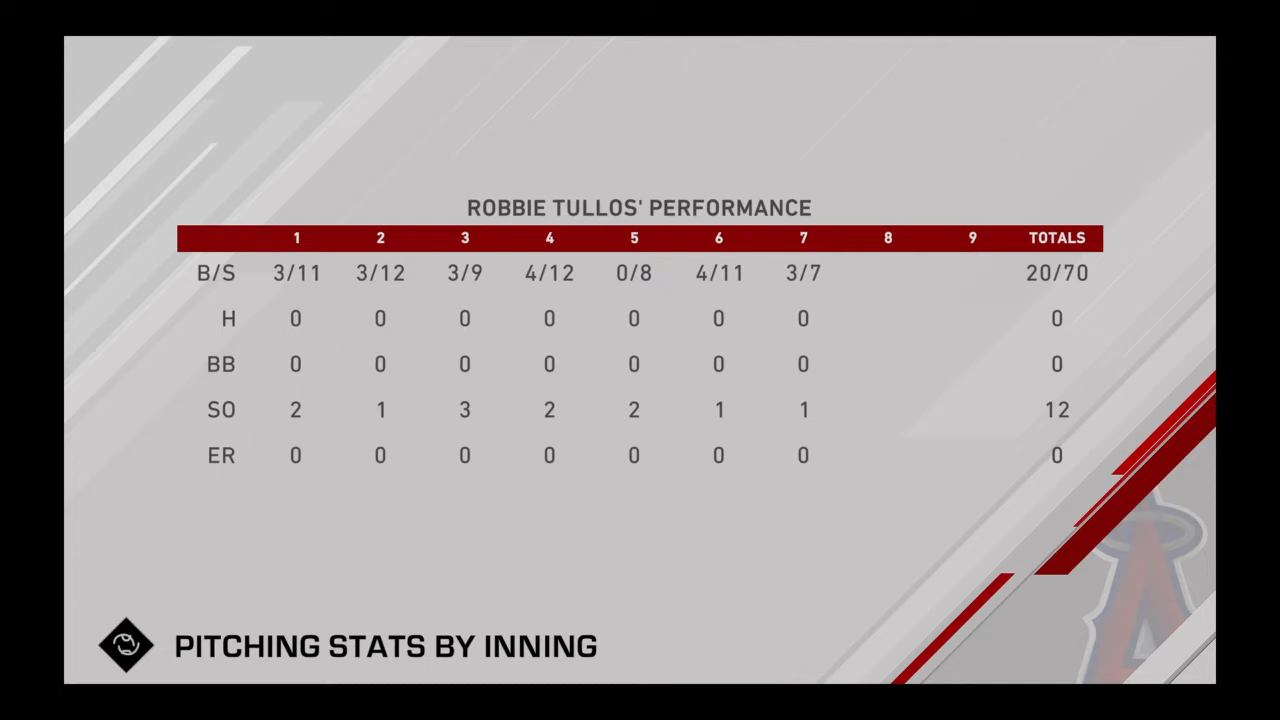 ROBBIE TULLOS' PERFORMANCE
1 2 3 4 5 6 7 8 9 TOTALS
B/S 3/11 3/12 3/9 4/12 0/8 4/11 3/7 20/70
H 0 0 0 0 0 0 0 0
BB 0 0 0 0 0 0 0 0
SO 2 1 3 2 2 1 1 12
ER 0 0 0 0 0 0 0 0
PITCHING STATS BY INNING